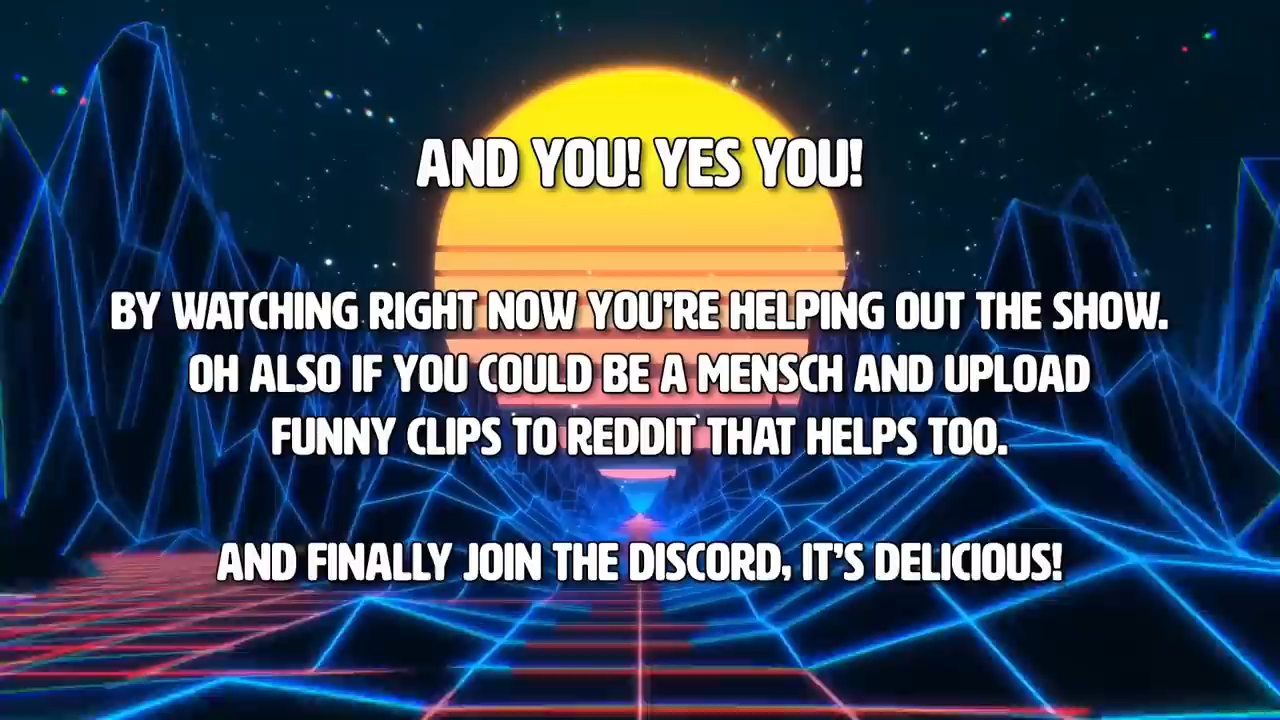 AND YOU! YES YOU!
BY WATCHING RIGHT NOW YOU'RE HELPING OUT THE SHOW.
OH ALSO IF YOU COULD BE A MENSCH AND UPLOAD
FUNNY CLIPS TO REDDIT THAT HELPS TOO.
AND FINALLY JOIN THE DISCORD, IT'S DELICIOUS!